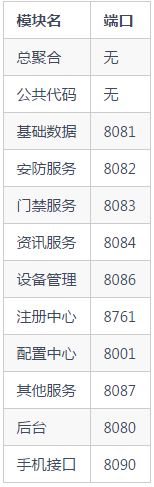 模块名 端口
总聚合 无
公共代码 无
基础数据 8081
安防服务 8082
门禁服务 8083
资讯服务 8084
设备管理 8086
注册中心 8761
配置中心 8001
其他服务 8087
后台 8080
手机接口 8090